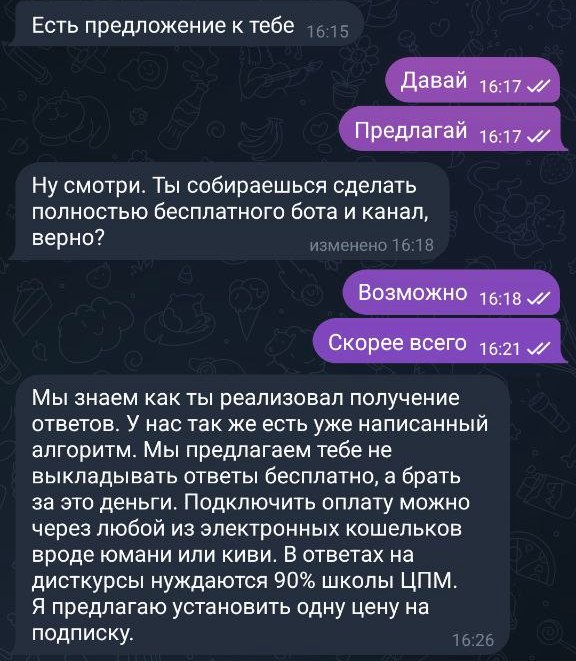 Есть предложение к тебе 16:15
Давай 16:17
Предлагай 16:17
Ну смотри. Ты собираешься сделать
полностью бесплатного бота и канал,
верно? изменено 16:18
Возможно 16:18
Скорее всего 16:21
Мы знаем как ты реализовал получение
ответов. У нас так же есть уже написанный
алгоритм. Мы предлагаем тебе не
выкладывать ответы бесплатно, а брать
за это деньги. Подключить оплату можно
через любой из электронных кошельков
вроде юмани или киви. В ответах на
дисткурсы нуждаются 90% школы ЦПМ.
Я предлагаю установить одну цену на
подписку. 16:26